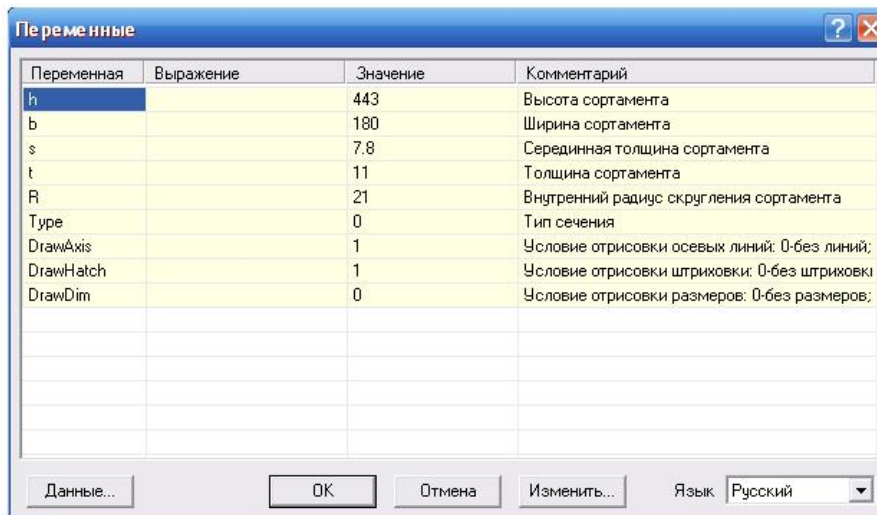 Переменные
Переменная Выражение Значение Комментарий
h 443 Высота сортамента
b 180 Ширина сортамента
s 7.8 Серединная толщина сортамента
t 11 Толщина сортамента
R 21 Внутренний радиус скругления сортамента
Type 0 Тип сечения
DrawAxis 1 Условие отрисовки осевых линий: 0-без линий;
DrawHatch 1 Условие отрисовки штриховки: 0-без штриховки
DrawDim 0 Условие отрисовки размеров: 0-без размеров;
Данные... OK Отмена Изменить... Язык Русский